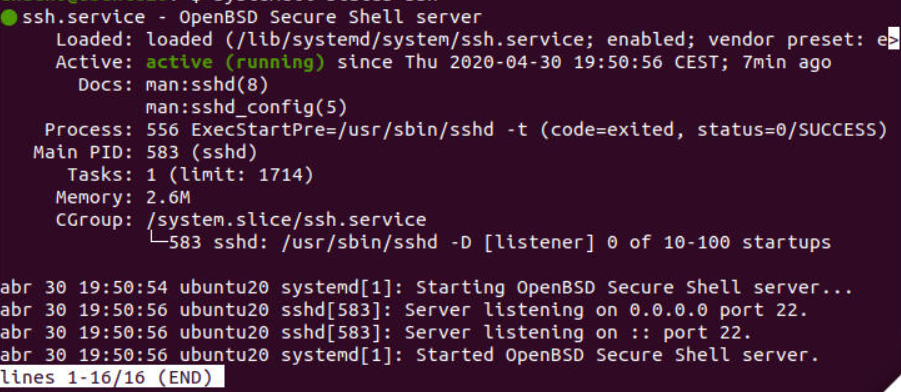 ● ssh.service - OpenBSD Secure Shell server
     Loaded: loaded (/lib/systemd/system/ssh.service; enabled; vendor preset: e>
     Active: active (running) since Thu 2020-04-30 19:50:56 CEST; 7min ago
       Docs: man:sshd(8)
             man:sshd_config(5)
    Process: 556 ExecStartPre=/usr/sbin/sshd -t (code=exited, status=0/SUCCESS)
   Main PID: 583 (sshd)
      Tasks: 1 (limit: 1714)
     Memory: 2.6M
     CGroup: /system.slice/ssh.service
             └─583 sshd: /usr/sbin/sshd -D [listener] 0 of 10-100 startups

abr 30 19:50:54 ubuntu20 systemd[1]: Starting OpenBSD Secure Shell server...
abr 30 19:50:56 ubuntu20 sshd[583]: Server listening on 0.0.0.0 port 22.
abr 30 19:50:56 ubuntu20 sshd[583]: Server listening on :: port 22.
abr 30 19:50:56 ubuntu20 systemd[1]: Started OpenBSD Secure Shell server.
lines 1-16/16 (END)